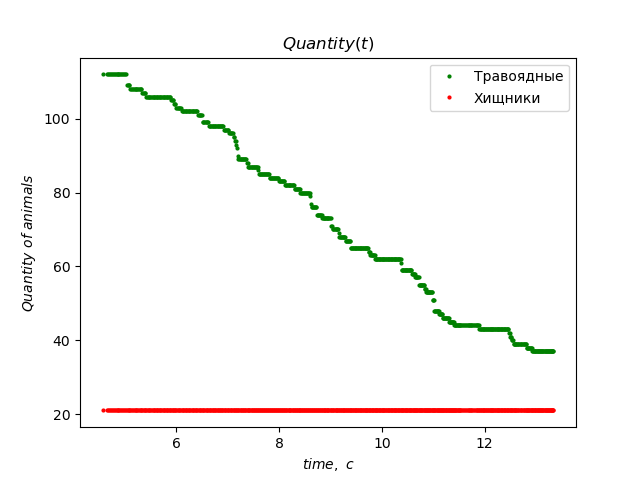 Quantity(t)
Травоядные
Хищники
Quantity of animals
100
80
60
40
20
6 8 10 12
time, c